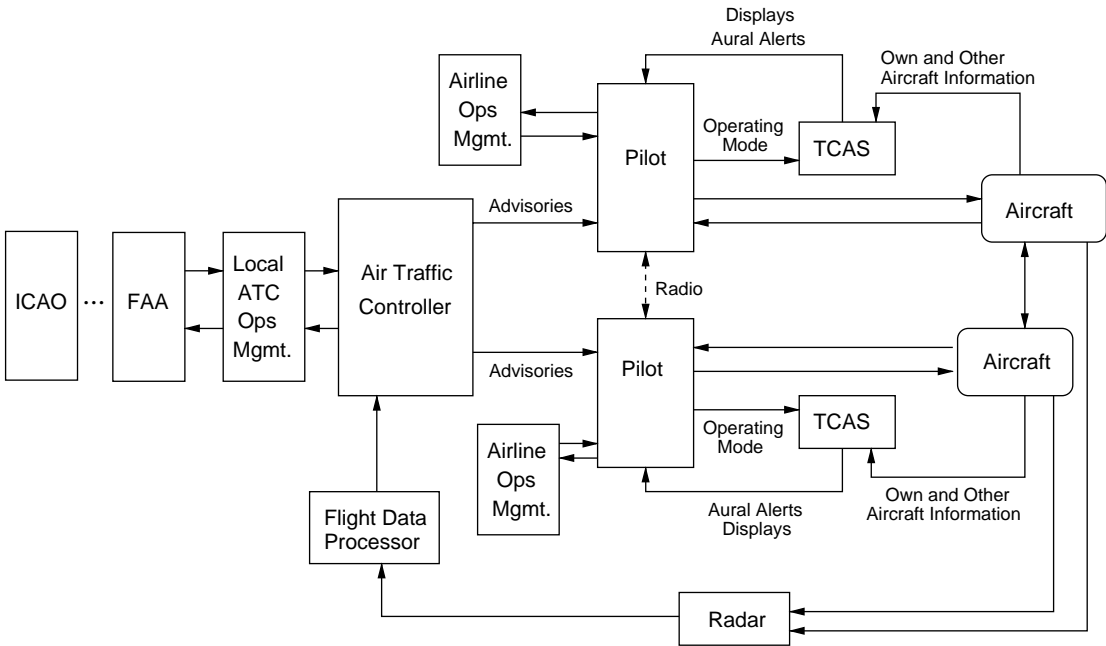 Displays
Aural Alerts
Own and Other
Aircraft Information
Airline
Ops
Mgmt.
Pilot
Operating
Mode
TCAS
Aircraft
Advisories
ICAO
...
FAA
Local
ATC
Ops
Mgmt.
Air Traffic
Controller
Radio
Advisories
Pilot
Aircraft
Operating
Mode
TCAS
Airline
Ops
Mgmt.
Aural Alerts
Displays
Own and Other
Aircraft Information
Flight Data
Processor
Radar